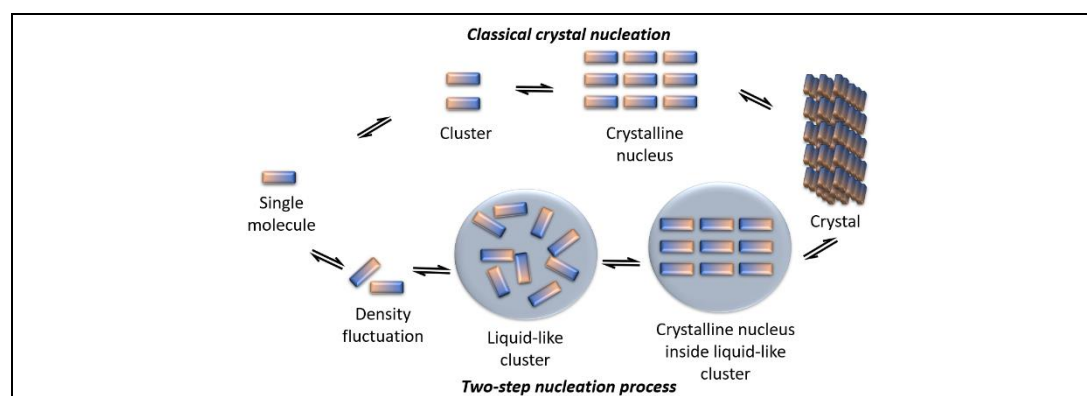 Classical crystal nucleation
Cluster
Crystalline
nucleus
Single
molecule
Crystal
Density
fluctuation
Liquid-like
cluster
Crystalline nucleus
inside liquid-like
cluster
Two-step nucleation process